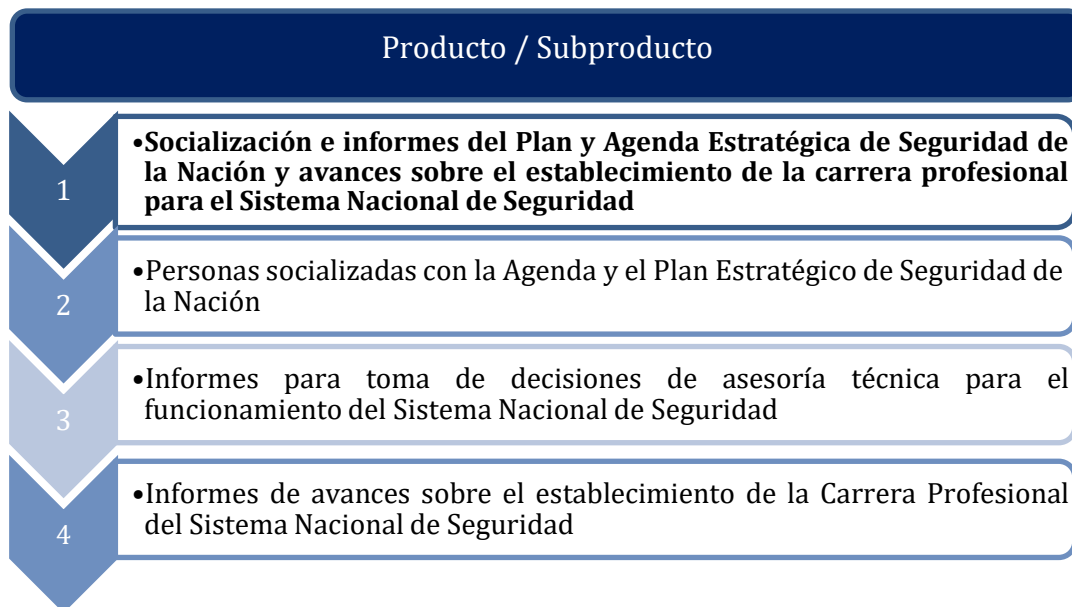 Producto / Subproducto
1
•Socialización e informes del Plan y Agenda Estratégica de Seguridad de
la Nación y avances sobre el establecimiento de la carrera profesional
para el Sistema Nacional de Seguridad
2
•Personas socializadas con la Agenda y el Plan Estratégico de Seguridad de
la Nación
3
•Informes para toma de decisiones de asesoría técnica para el
funcionamiento del Sistema Nacional de Seguridad
4
•Informes de avances sobre el establecimiento de la Carrera Profesional
del Sistema Nacional de Seguridad